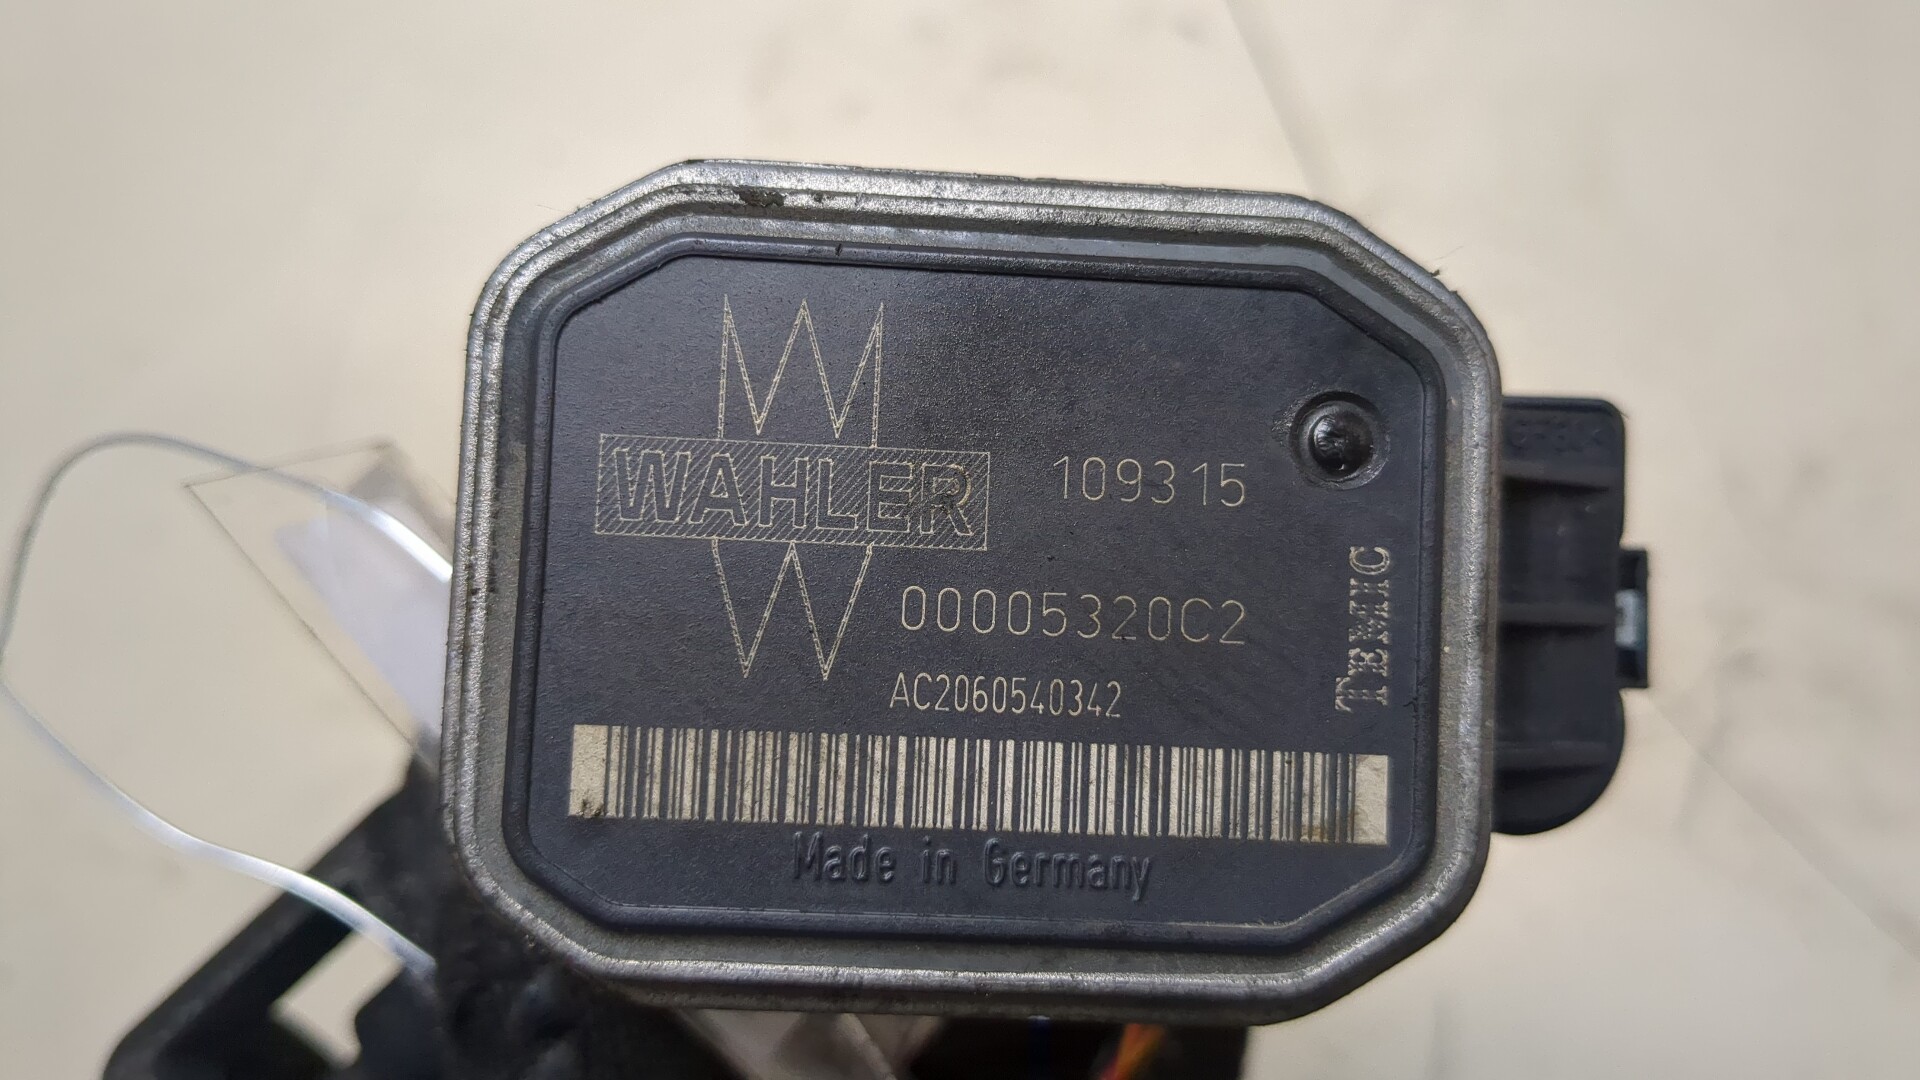 WAHLER
109315
00005320C2
AC2060540342
TEMIC
Made in Germany